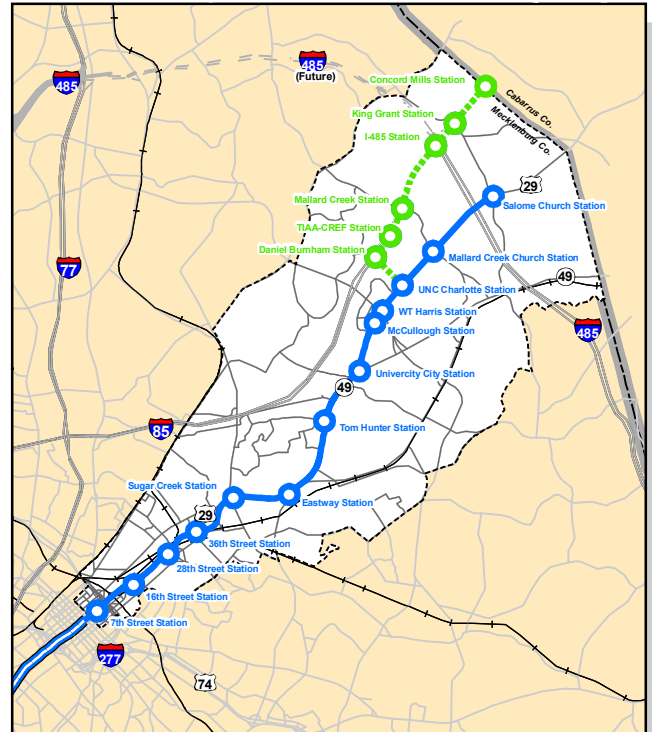 485
(Future)
485
Concord Mills Station
Cabarrus Co.
King Grant Station
Mecklenburg Co.
I-485 Station
29
Mallard Creek Station
Salome Church Station
TIAA-CREF Station
Daniel Burnham Station
Mallard Creek Church Station
77
49
UNC Charlotte Station
WT Harris Station
McCullough Station
485
Univercity City Station
49
85
Tom Hunter Station
Sugar Creek Station
Eastway Station
29
36th Street Station
28th Street Station
16th Street Station
7th Street Station
277
74